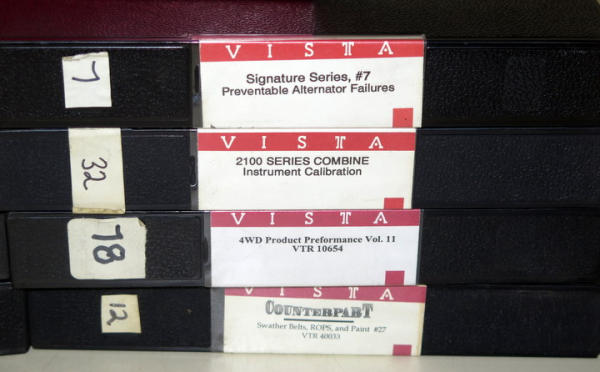 VISTA
7
Signature Series, #7
Preventable Alternator Failures
VISTA
32
2100 SERIES COMBINE
Instrument Calibration
VISTA
78
4WD Product Preformance Vol. 11
VTR 10654
VISTA
12
COUNTERPART
Swather Belts, ROPS, and Paint #27
VTR 40033